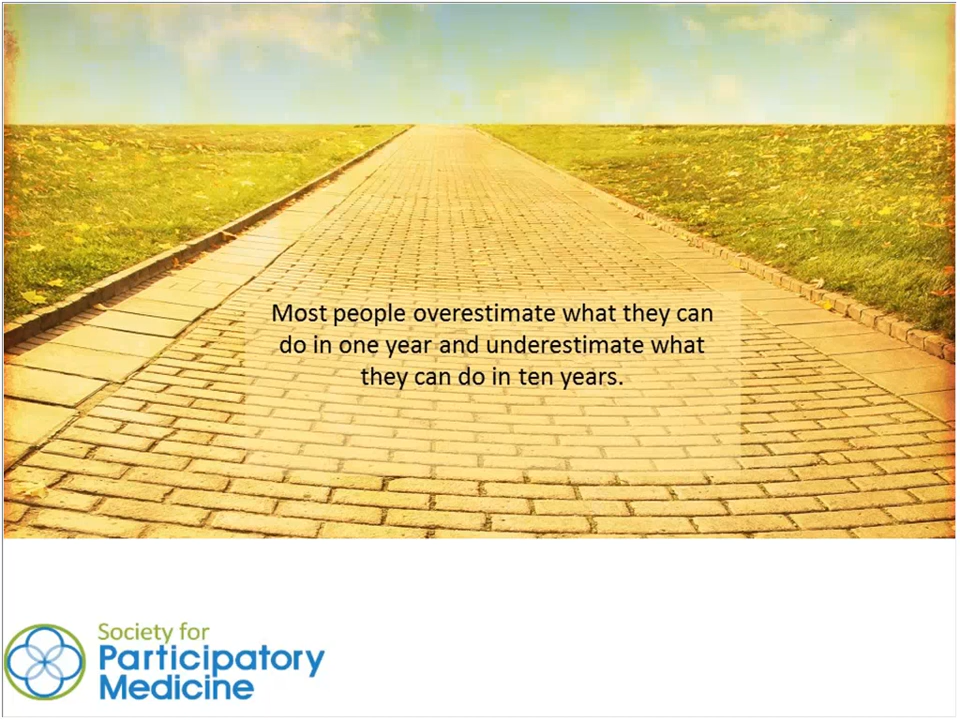 Most people overestimate what they can
do in one year and underestimate what
they can do in ten years.
Society for
Participatory
Medicine